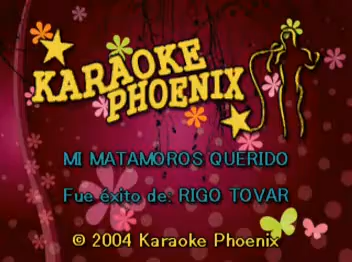 KARAOKE
PHOENIX
MI MATAMOROS QUERIDO
Fue éxito de: RIGO TOVAR
© 2004 Karaoke Phoenix